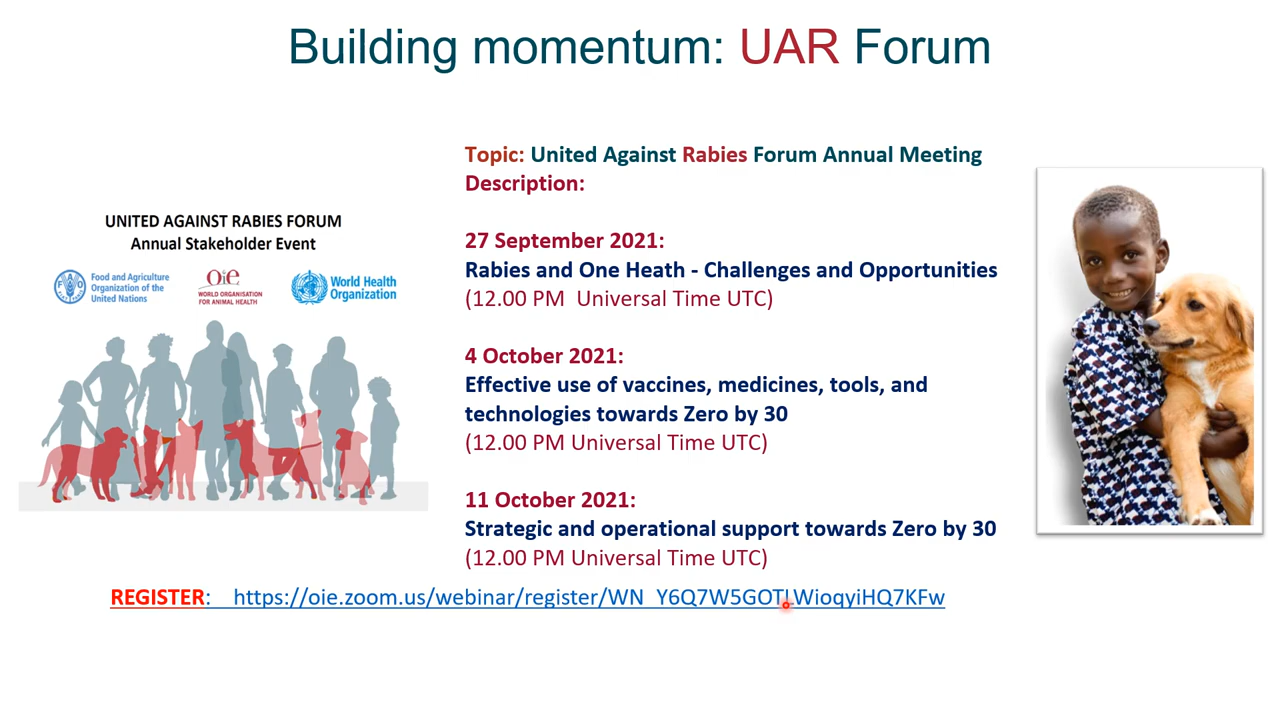 Building momentum: UAR Forum
Topic: United Against Rabies Forum Annual Meeting
Description:
27 September 2021:
Rabies and One Heath - Challenges and Opportunities
(12.00 PM  Universal Time UTC)
4 October 2021:
Effective use of vaccines, medicines, tools, and
technologies towards Zero by 30
(12.00 PM Universal Time UTC)
11 October 2021:
Strategic and operational support towards Zero by 30
(12.00 PM Universal Time UTC)
UNITED AGAINST RABIES FORUM
Annual Stakeholder Event
Food and Agriculture
Organization of the
United Nations
Oie
WORLD ORGANISATION
FOR ANIMAL HEALTH
World Health
Organization
REGISTER:    https://oie.zoom.us/webinar/register/WN_Y6Q7W5GOTLWioqyiHQ7KFw